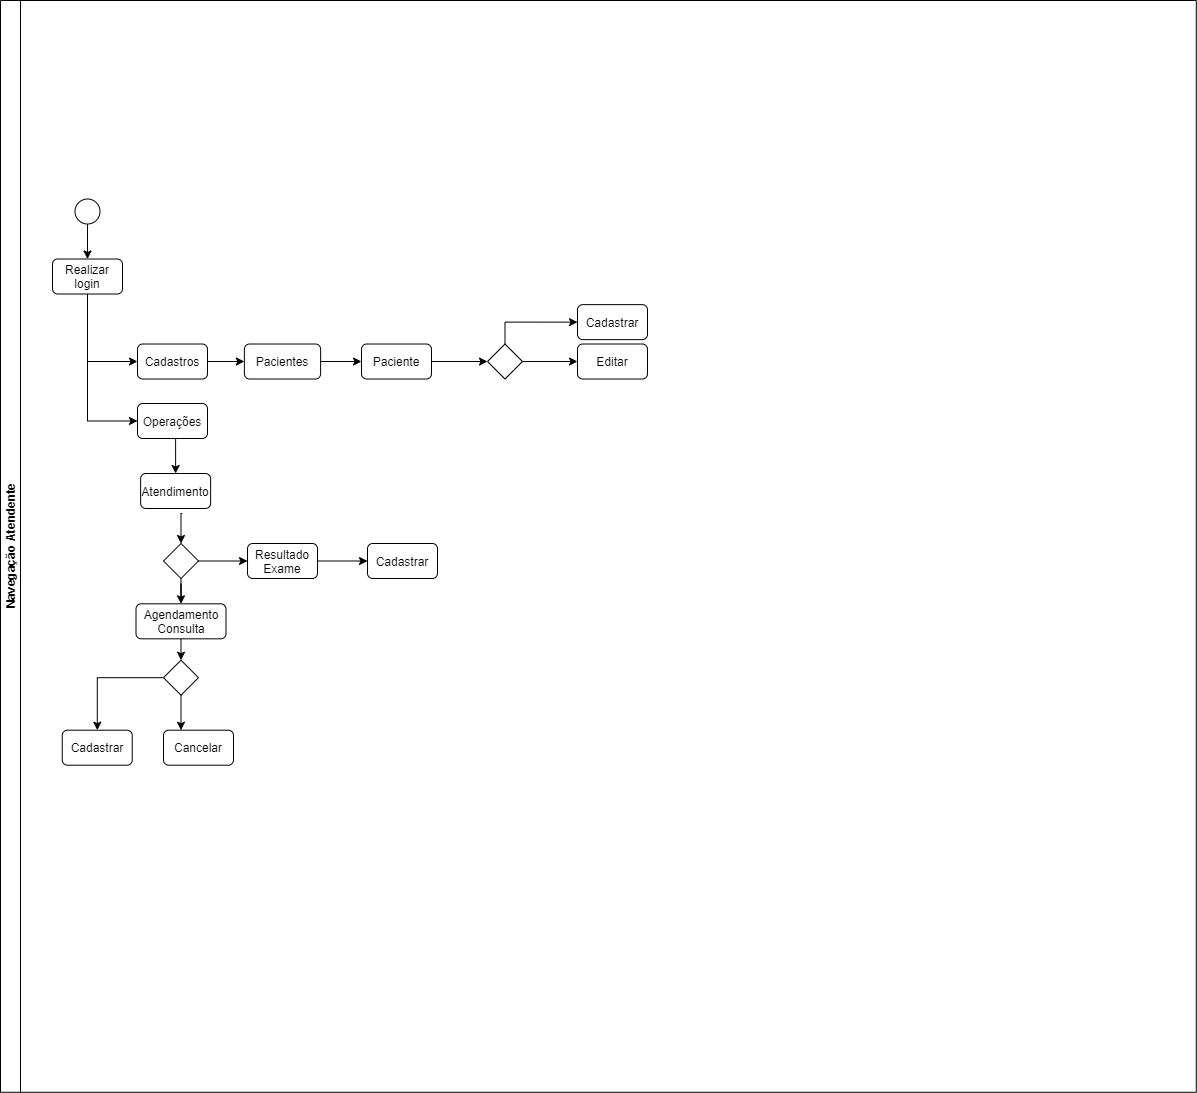 Navegação Atendente
Realizar
login
Cadastrar
Cadastros
Pacientes
Paciente
Editar
Operações
Atendimento
Resultado
Exame
Cadastrar
Agendamento
Consulta
Cadastrar
Cancelar